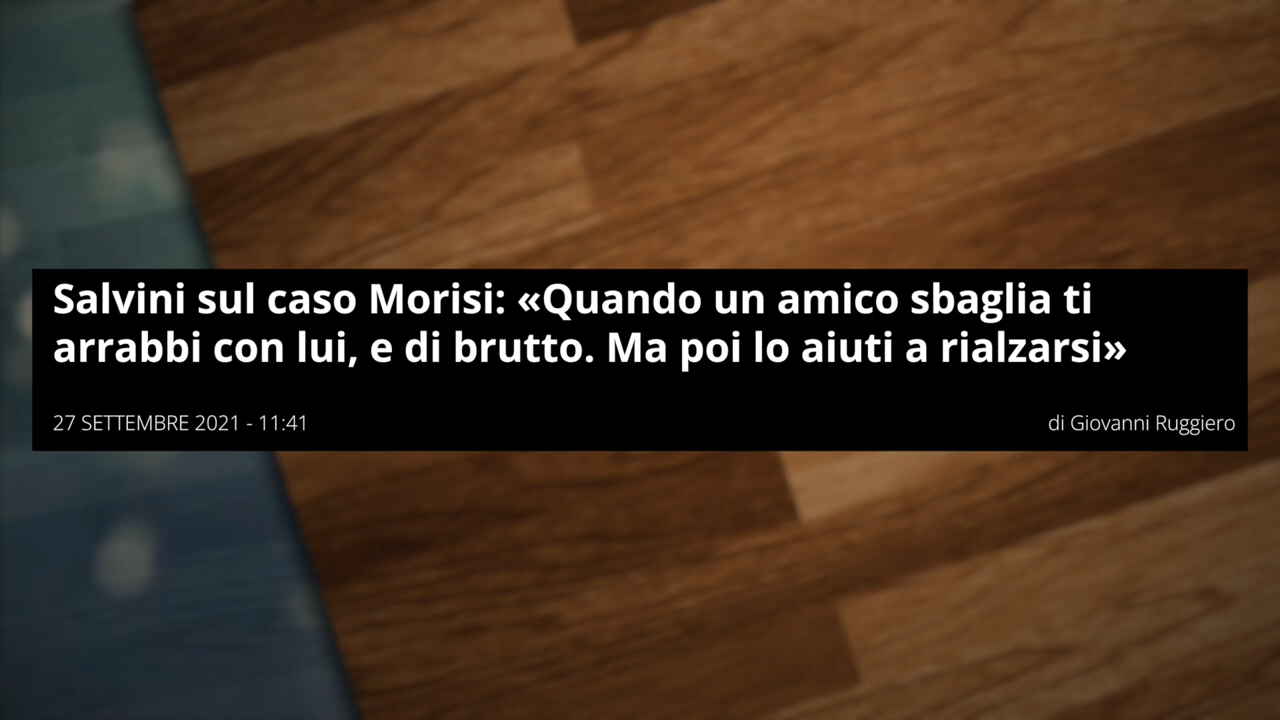 Salvini sul caso Morisi: «Quando un amico sbaglia ti
arrabbi con lui, e di brutto. Ma poi lo aiuti a rialzarsi»
27 SETTEMBRE 2021 - 11:41
di Giovanni Ruggiero